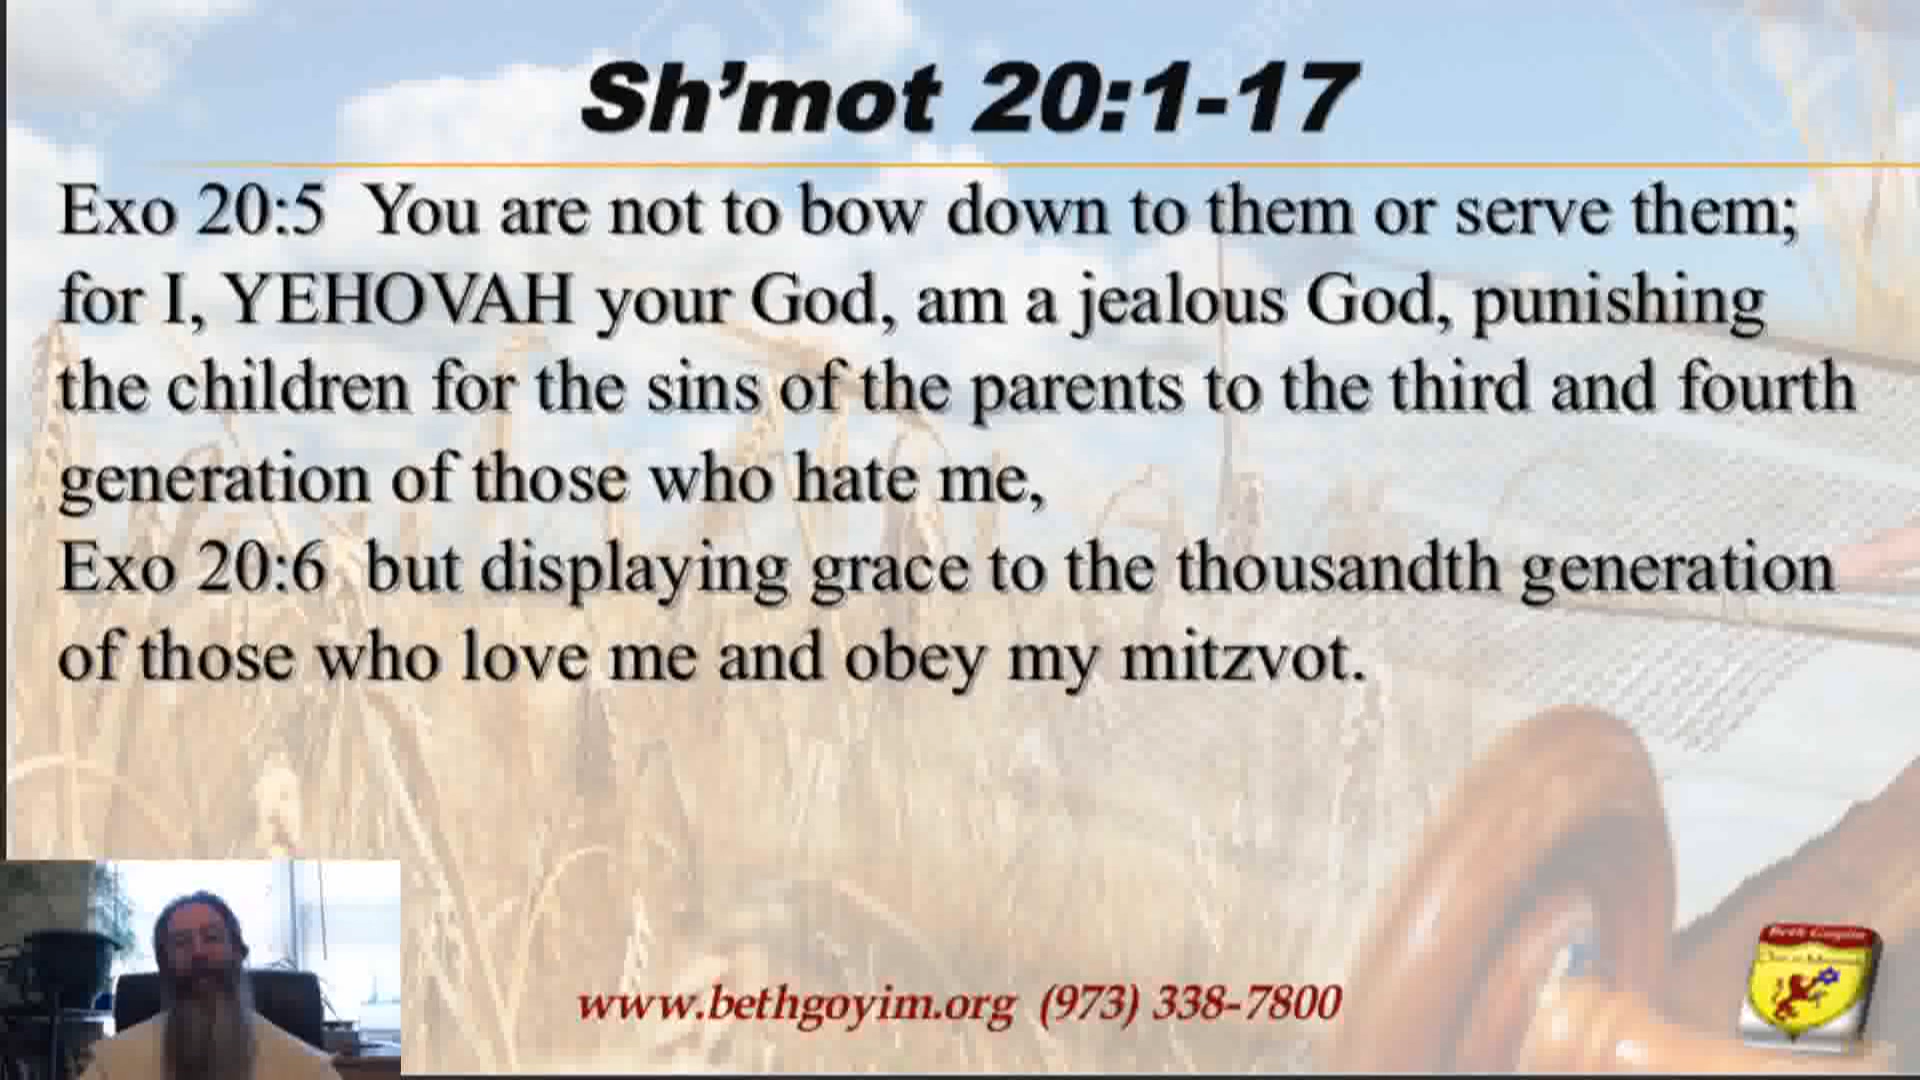 Sh’mot 20:1-17
Exo 20:5 You are not to bow down to them or serve them;
for I, YEHOVAH your God, am a jealous God, punishing
the children for the sins of the parents to the third and fourth
generation of those who hate me,
Exo 20:6 but displaying grace to the thousandth generation
of those who love me and obey my mitzvot.
www.bethgoyim.org (973) 338-7800
Beth Goyim